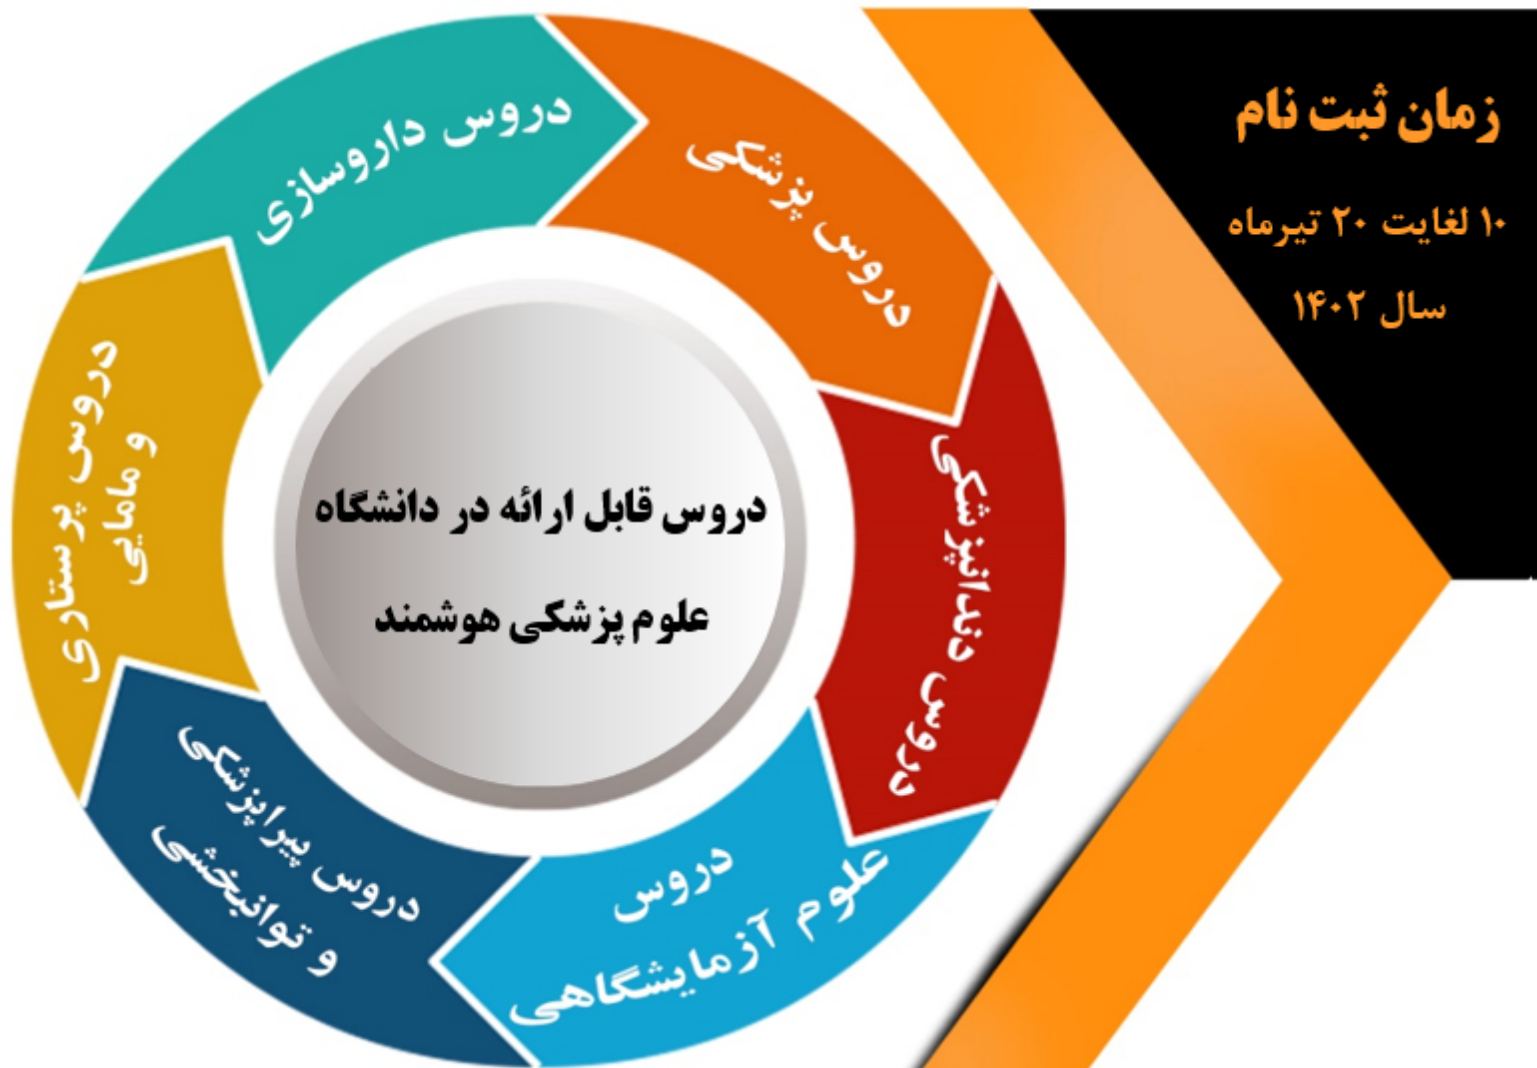 زمان ثبت نام
۱۰ لغایت ۲۰ تیرماه
سال ۱۴۰۲
دروس قابل ارائه در دانشگاه
علوم پزشکی هوشمند
دروس پزشکی
دروس دندانپزشکی
دروس
علوم آزمایشگاهی
دروس پیراپزشکی
و توانبخشی
دروس پرستاری
و مامایی
دروس داروسازی